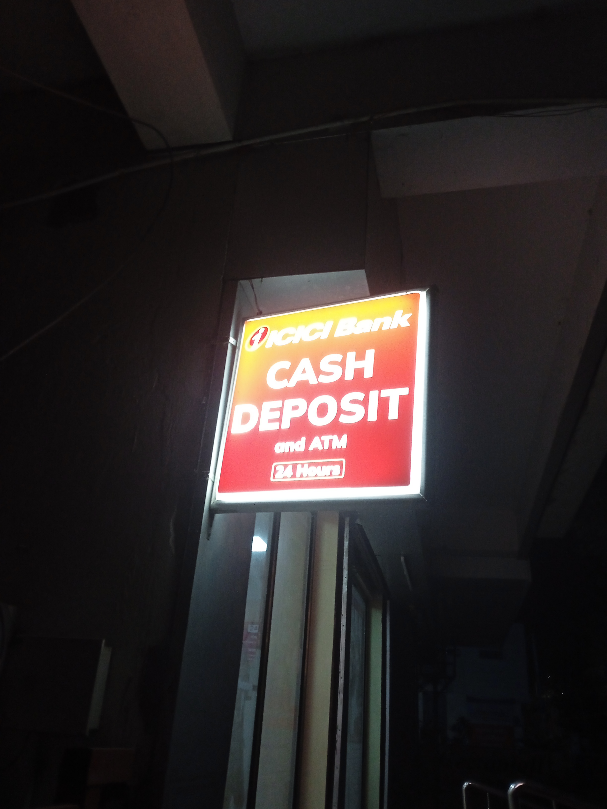 ICICI Bank
CASH
DEPOSIT
and ATM
24 Hours